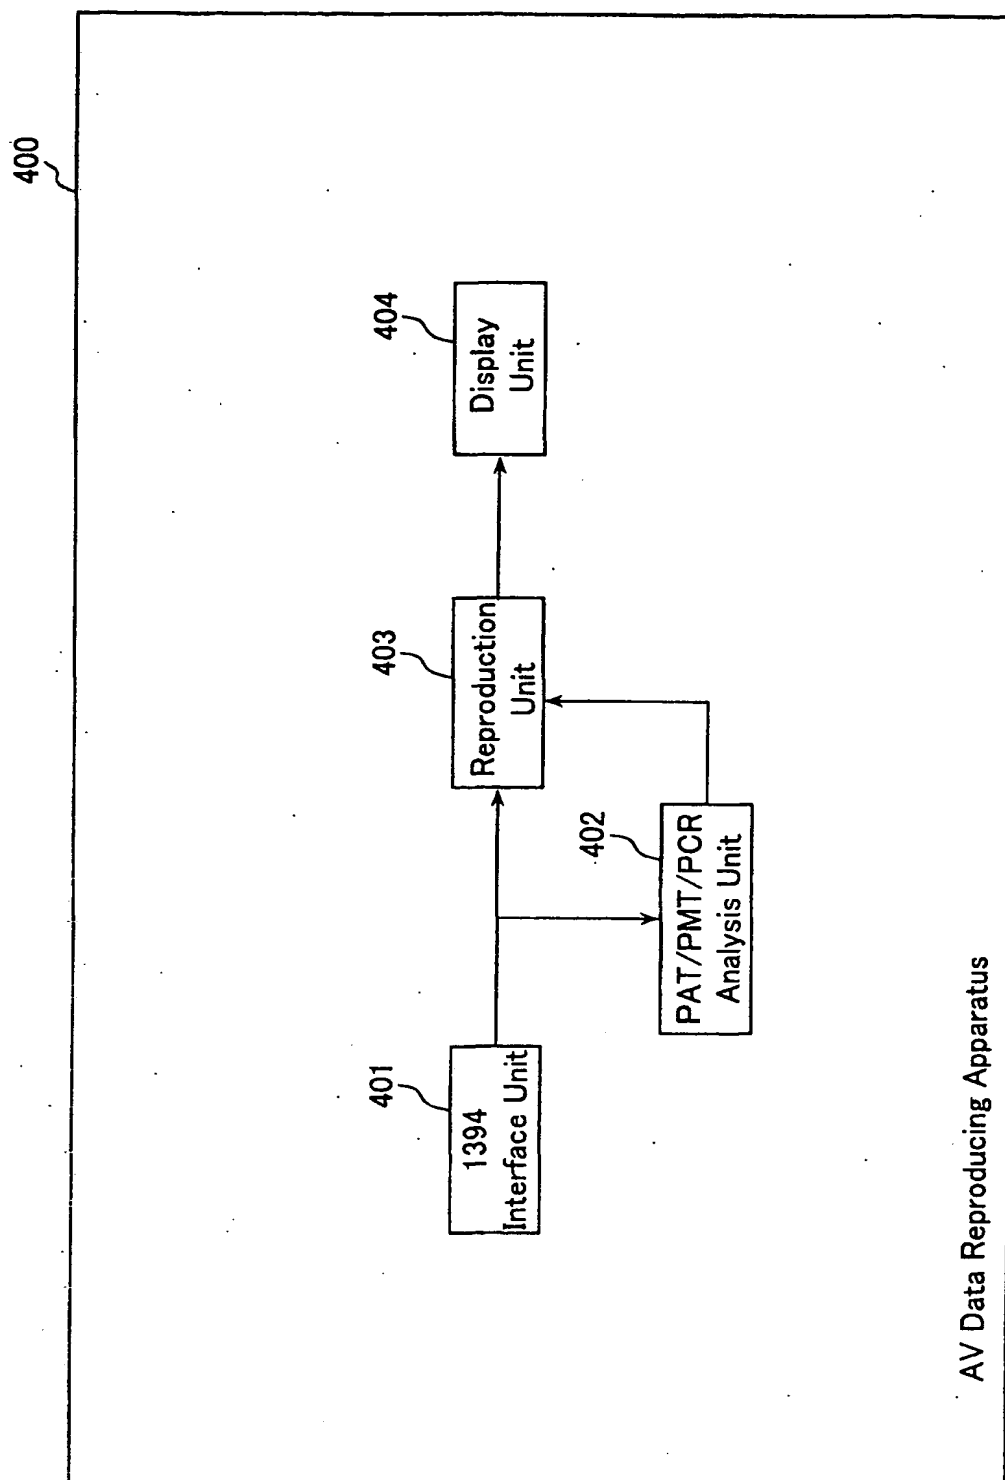 400
401
1394
Interface Unit
402
PAT/PMT/PCR
Analysis Unit
403
Reproduction
Unit
404
Display
Unit
AV Data Reproducing Apparatus